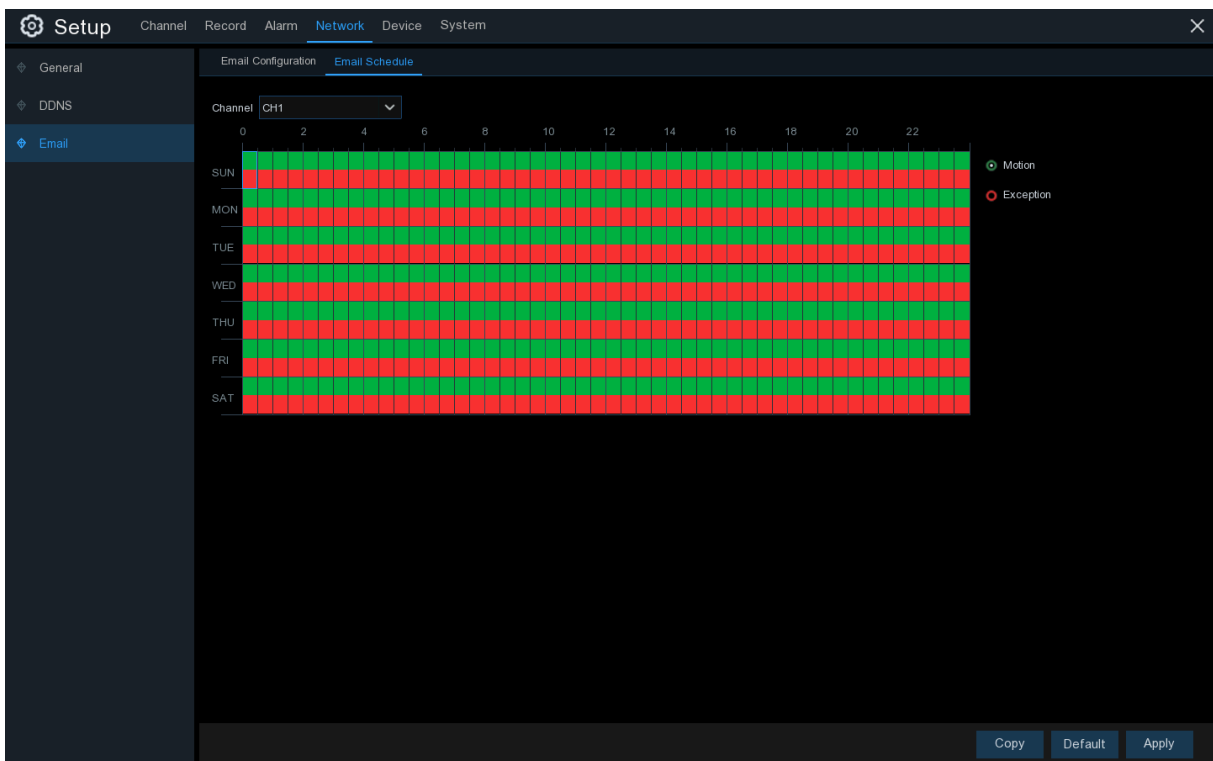 Setup Channel Record Alarm Network Device System
General
DDNS
Email
Email Configuration Email Schedule
Channel CH1
0 2 4 6 8 10 12 14 16 18 20 22
SUN
MON
TUE
WED
THU
FRI
SAT
Motion
Exception
Copy Default Apply